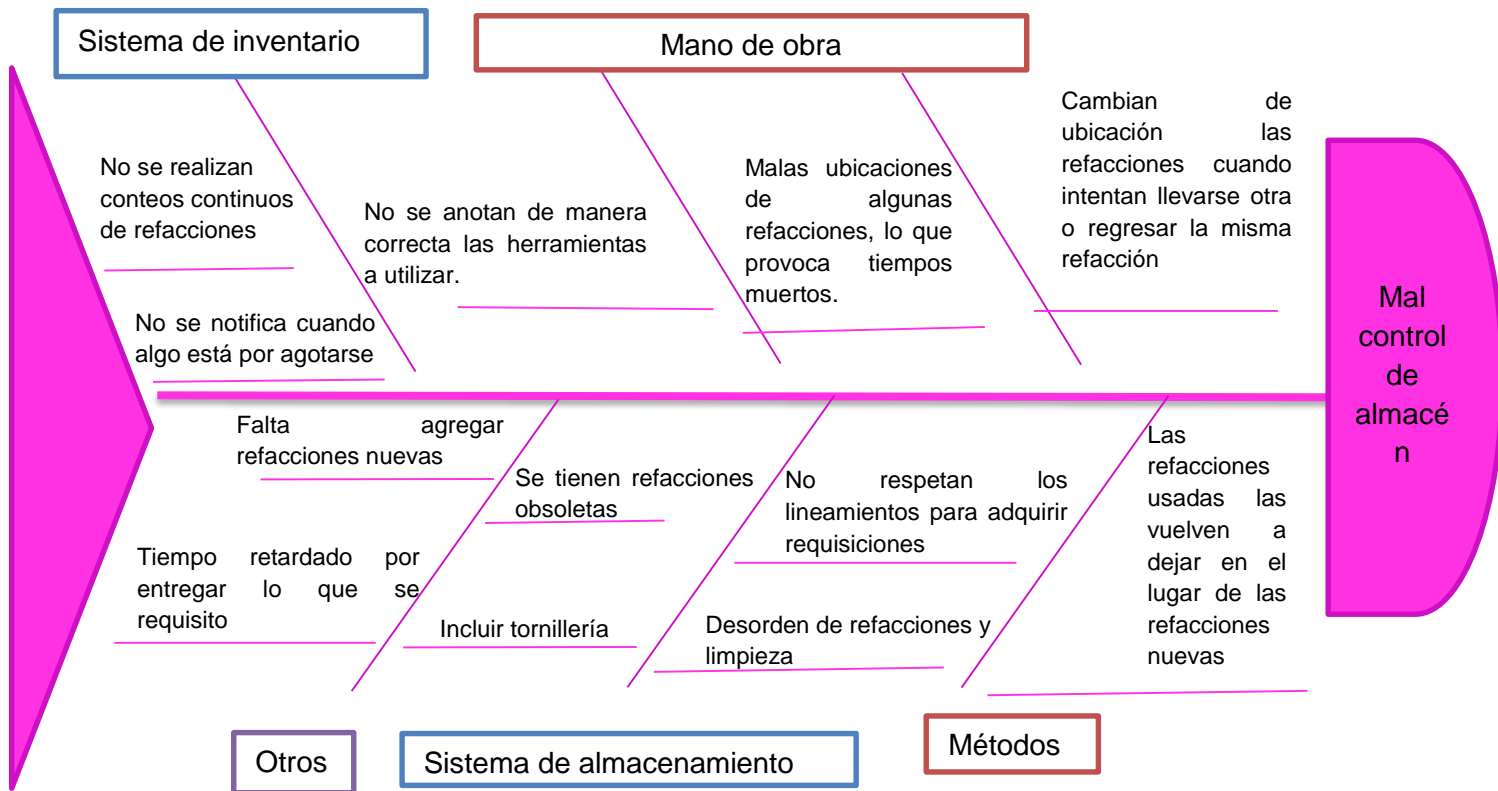 Sistema de inventario
Mano de obra
No se realizan
conteos continuos
de refacciones
No se notifica cuando
algo está por agotarse
No se anotan de manera
correcta las herramientas
a utilizar.
Malas ubicaciones
de algunas
refacciones, lo que
provoca tiempos
muertos.
Cambian de
ubicación las
refacciones cuando
intentan llevarse otra
o regresar la misma
refacción
Mal
control
de
almacé
n
Falta agregar
refacciones nuevas
Tiempo retardado por
entregar lo que se
requisito
Se tienen refacciones
obsoletas
Incluir tornillería
No respetan los
lineamientos para adquirir
requisiciones
Desorden de refacciones y
limpieza
Las
refacciones
usadas las
vuelven a
dejar en el
lugar de las
refacciones
nuevas
Otros
Sistema de almacenamiento
Métodos